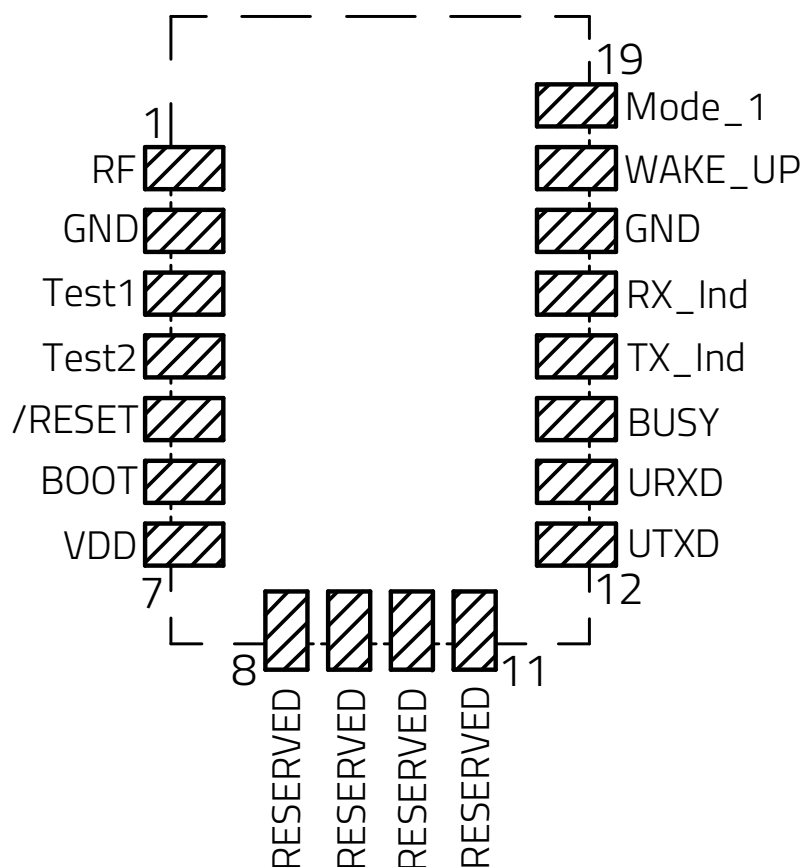 19
Mode_1
1
RF
WAKE_UP
GND
GND
Test1
RX_Ind
Test2
TX_Ind
/RESET
BUSY
BOOT
URXD
VDD
UTXD
7
12
8
11
RESERVED
RESERVED
RESERVED
RESERVED